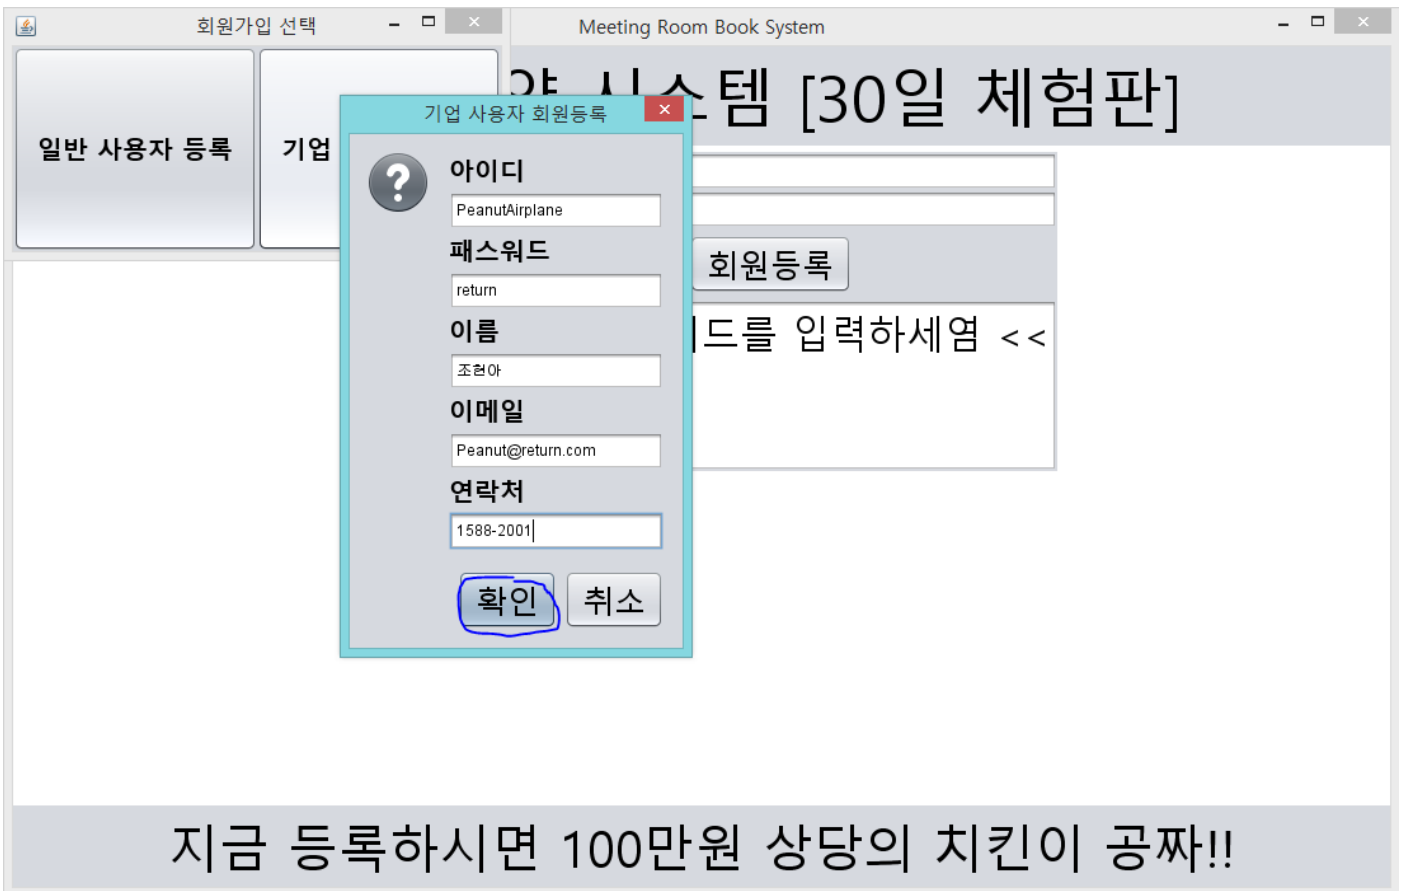 회원가입 선택
Meeting Room Book System
시스템 [30일 체험판]
일반 사용자 등록
기업
기업 사용자 회원등록
아이디
PeanutAirplane
패스워드
return
이름
조현아
이메일
Peanut@return.com
연락처
1588-2001
확인
취소
회원등록
드를 입력하세염 <<
지금 등록하시면 100만원 상당의 치킨이 공짜!!